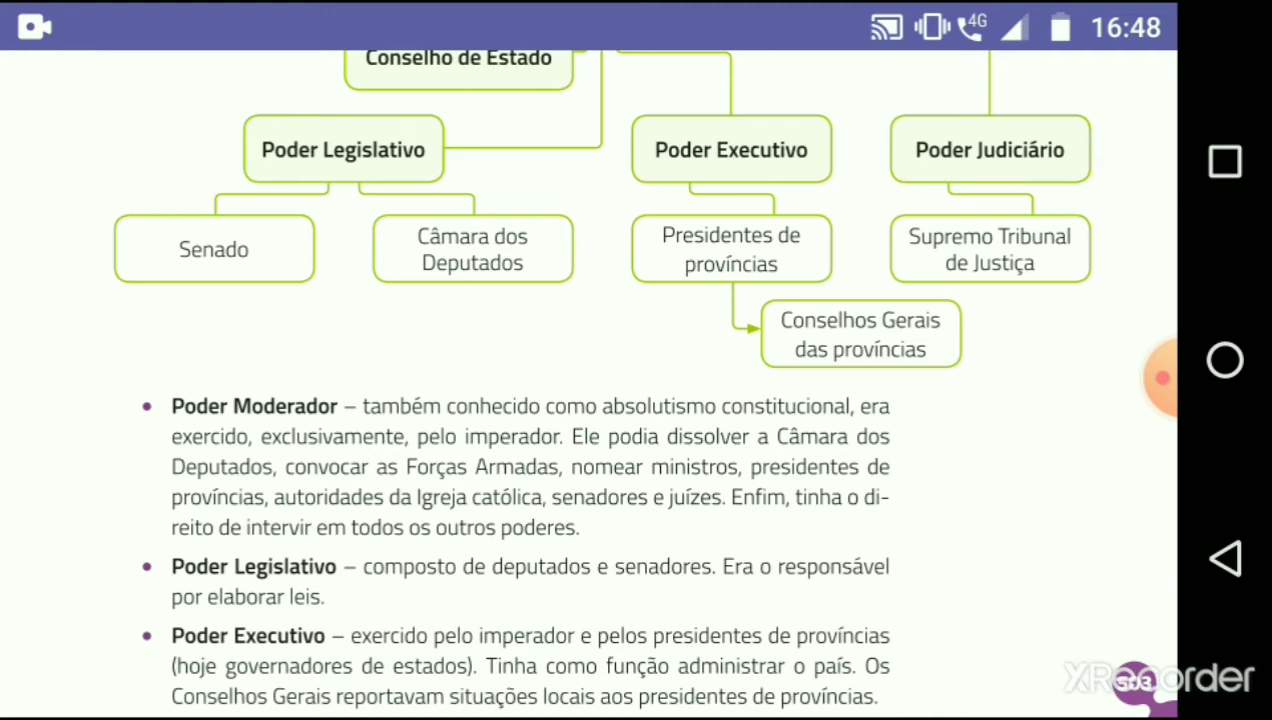 4G 16:48
Conselho de Estado
Poder Legislativo
Poder Executivo
Poder Judiciário
Senado
Câmara dos
Deputados
Presidentes de
províncias
Supremo Tribunal
de Justiça
Conselhos Gerais
das províncias
• Poder Moderador – também conhecido como absolutismo constitucional, era
exercido, exclusivamente, pelo imperador. Ele podia dissolver a Câmara dos
Deputados, convocar as Forças Armadas, nomear ministros, presidentes de
províncias, autoridades da Igreja católica, senadores e juízes. Enfim, tinha o di-
reito de intervir em todos os outros poderes.
• Poder Legislativo – composto de deputados e senadores. Era o responsável
por elaborar leis.
• Poder Executivo – exercido pelo imperador e pelos presidentes de províncias
(hoje governadores de estados). Tinha como função administrar o país. Os
Conselhos Gerais reportavam situações locais aos presidentes de províncias.
XRecorder